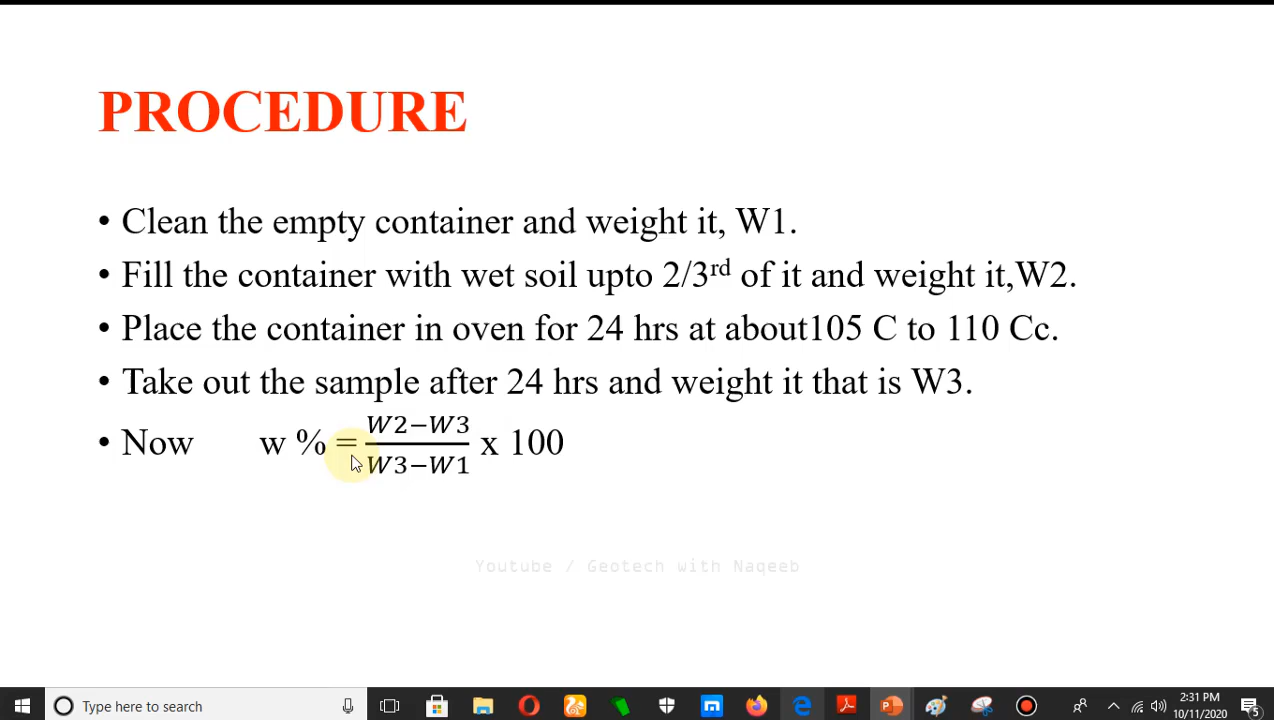 PROCEDURE
• Clean the empty container and weight it, W1.
• Fill the container with wet soil upto 2/3rd of it and weight it,W2.
• Place the container in oven for 24 hrs at about105 C to 110 Cc.
• Take out the sample after 24 hrs and weight it that is W3.
• Now w % = W2−W3 / W3−W1 x 100
Youtube / Geotech with Naqeeb
Type here to search
2:31 PM
10/11/2020
5